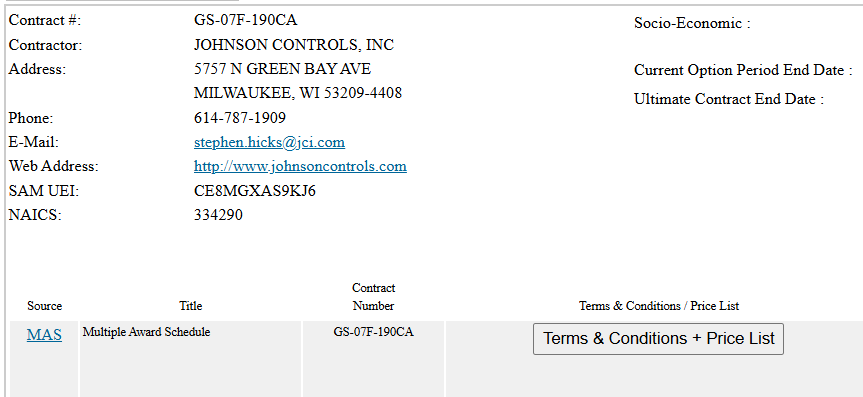 Contract #: GS-07F-190CA
Socio-Economic :
Contractor: JOHNSON CONTROLS, INC
Address: 5757 N GREEN BAY AVE
Current Option Period End Date :
MILWAUKEE, WI 53209-4408
Ultimate Contract End Date :
Phone: 614-787-1909
E-Mail: stephen.hicks@jci.com
Web Address: http://www.johnsoncontrols.com
SAM UEI: CE8MGXAS9KJ6
NAICS: 334290
Source Title Contract Number Terms & Conditions / Price List
MAS Multiple Award Schedule GS-07F-190CA Terms & Conditions + Price List